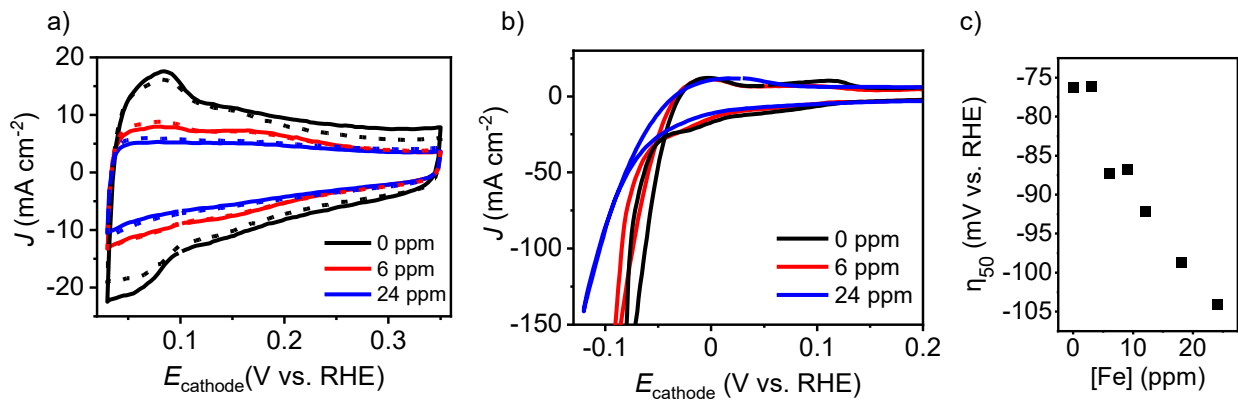 a)
20
10
0
-10
-20
J (mA cm⁻²)
0 ppm
6 ppm
24 ppm
0.1
0.2
0.3
E_cathode(V vs. RHE)
b)
0
-50
-100
-150
J (mA cm⁻²)
0 ppm
6 ppm
24 ppm
-0.1
0
0.1
0.2
E_cathode (V vs. RHE)
c)
-75
-80
-85
-90
-95
-100
-105
η₅₀ (mV vs. RHE)
0
10
20
[Fe] (ppm)